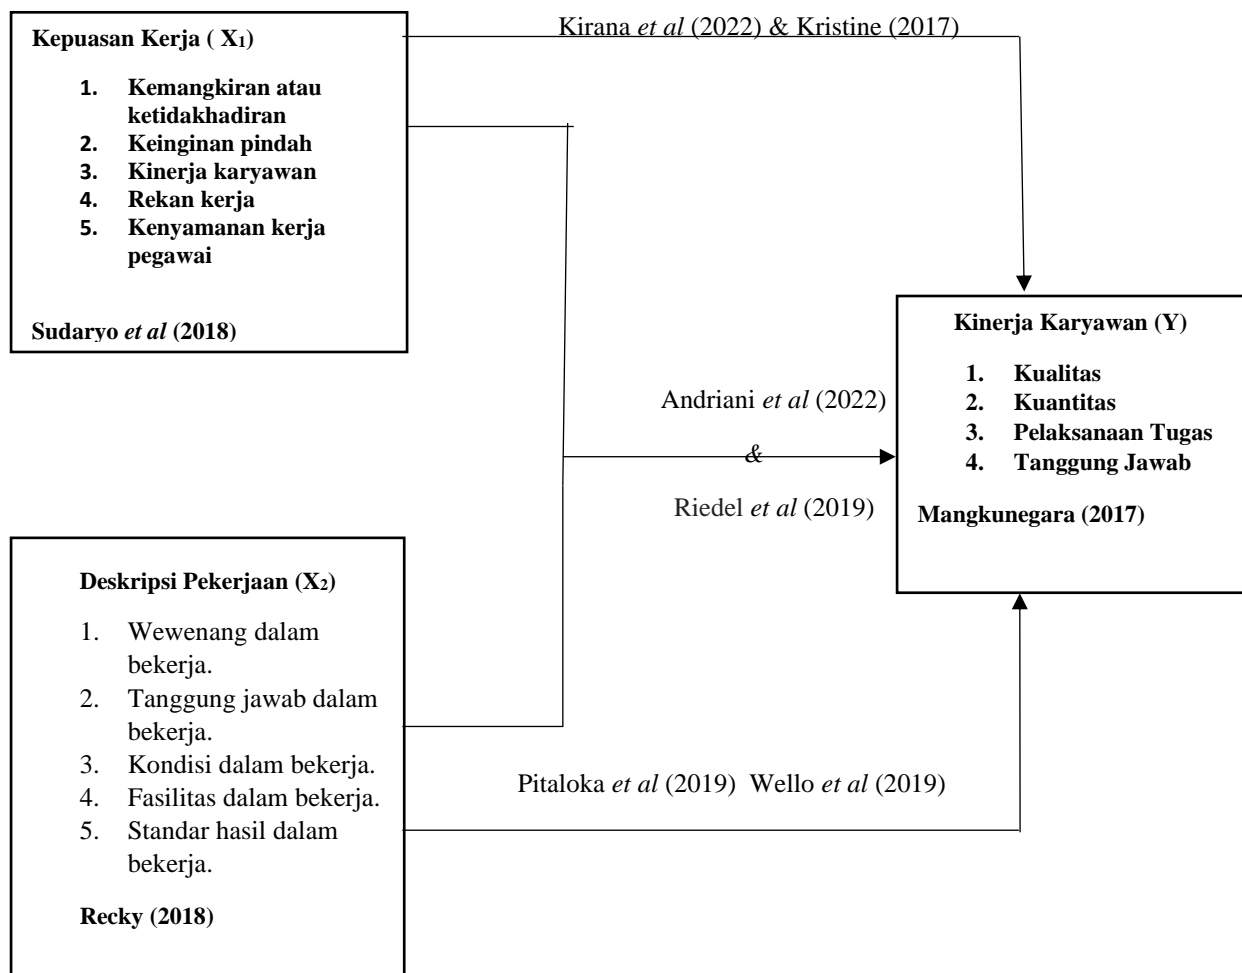 Kirana et al (2022) & Kristine (2017)
Kepuasan Kerja ( X1)
1. Kemangkiran atau
ketidakhadiran
2. Keinginan pindah
3. Kinerja karyawan
4. Rekan kerja
5. Kenyamanan kerja
pegawai
Sudaryo et al (2018)
Kinerja Karyawan (Y)
1. Kualitas
2. Kuantitas
3. Pelaksanaan Tugas
4. Tanggung Jawab
Mangkunegara (2017)
Andriani et al (2022)
&
Riedel et al (2019)
Deskripsi Pekerjaan (X2)
1. Wewenang dalam
bekerja.
2. Tanggung jawab dalam
bekerja.
3. Kondisi dalam bekerja.
4. Fasilitas dalam bekerja.
5. Standar hasil dalam
bekerja.
Recky (2018)
Pitaloka et al (2019) Wello et al (2019)